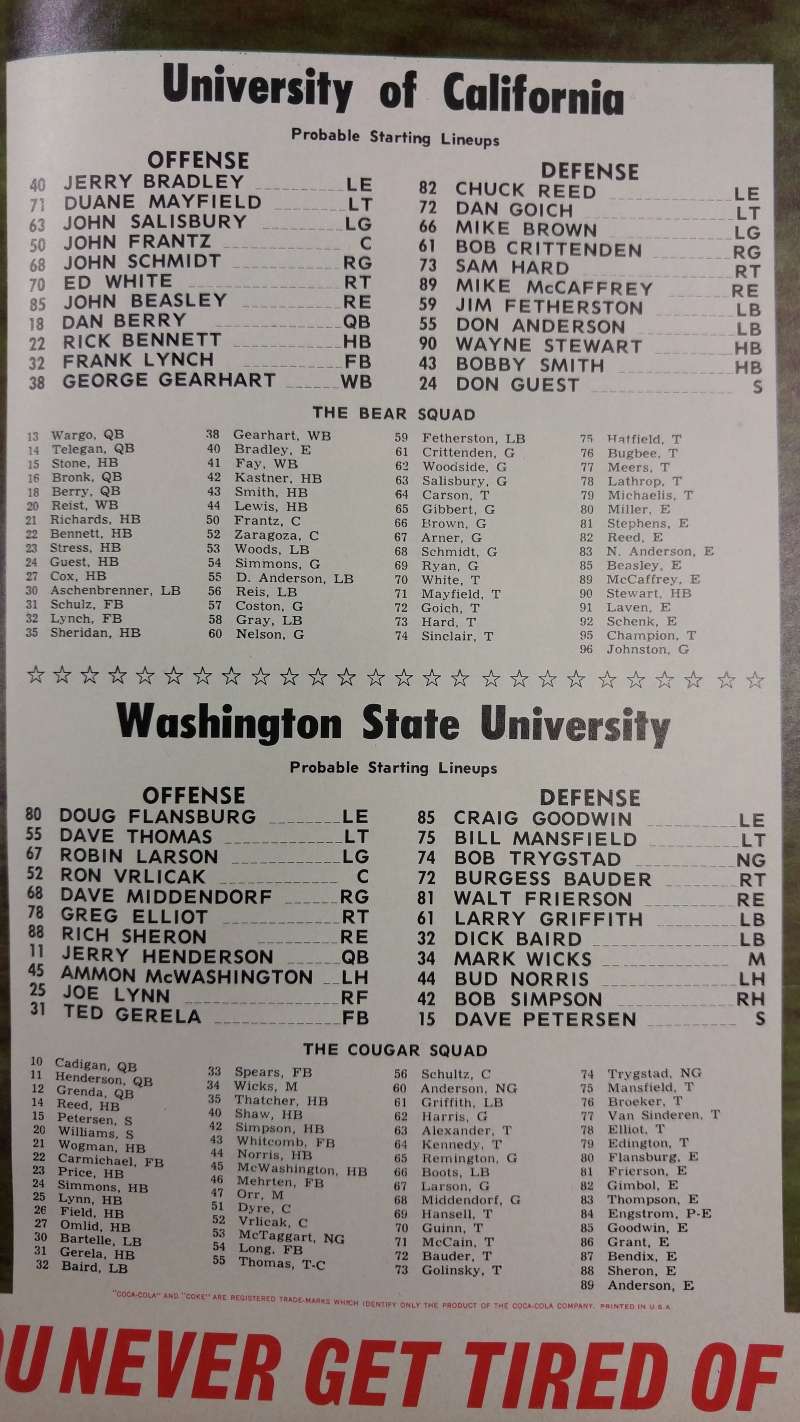 University of California
Probable Starting Lineups
OFFENSE
40 JERRY BRADLEY LE
71 DUANE MAYFIELD LT
63 JOHN SALISBURY LG
50 JOHN FRANTZ C
68 JOHN SCHMIDT RG
70 ED WHITE RT
85 JOHN BEASLEY RE
18 DAN BERRY QB
22 RICK BENNETT HB
32 FRANK LYNCH FB
38 GEORGE GEARHART WB
DEFENSE
82 CHUCK REED LE
72 DAN GOICH LT
66 MIKE BROWN LG
61 BOB CRITTENDEN RG
73 SAM HARD RT
89 MIKE McCAFFREY RE
59 JIM FETHERSTON LB
55 DON ANDERSON LB
90 WAYNE STEWART HB
43 BOBBY SMITH HB
24 DON GUEST S
THE BEAR SQUAD
13 Wargo, QB
14 Telegan, QB
15 Stone, HB
16 Bronk, QB
18 Berry, QB
20 Reist, WB
21 Richards, HB
22 Bennett, HB
23 Stress, HB
24 Guest, HB
27 Cox, HB
30 Aschenbrenner, LB
31 Schulz, FB
32 Lynch, FB
35 Sheridan, HB
38 Gearhart, WB
40 Bradley, E
41 Fay, WB
42 Kastner, HB
43 Smith, HB
44 Lewis, HB
50 Frantz, C
52 Zaragoza, C
53 Woods, LB
54 Simmons, G
55 D. Anderson, LB
56 Reis, LB
57 Coston, G
58 Gray, LB
60 Nelson, G
59 Fetherston, LB
61 Crittenden, G
62 Woodside, G
63 Salisbury, G
64 Carson, T
65 Gibbert, G
66 Brown, G
67 Arner, G
68 Schmidt, G
69 Ryan, G
70 White, T
71 Mayfield, T
72 Goich, T
73 Hard, T
74 Sinclair, T
75 Hatfield, T
76 Bugbee, T
77 Meers, T
78 Lathrop, T
79 Michaelis, T
80 Miller, E
81 Stephens, E
82 Reed, E
83 N. Anderson, E
85 Beasley, E
89 McCaffrey, E
90 Stewart, HB
91 Laven, E
92 Schenk, E
95 Champion, T
96 Johnston, G
Washington State University
Probable Starting Lineups
OFFENSE
80 DOUG FLANSBURG LE
55 DAVE THOMAS LT
67 ROBIN LARSON LG
52 RON VRLICAK C
68 DAVE MIDDENDORF RG
78 GREG ELLIOT RT
88 RICH SHERON RE
11 JERRY HENDERSON QB
45 AMMON McWASHINGTON LH
25 JOE LYNN RF
31 TED GERELA FB
DEFENSE
85 CRAIG GOODWIN LE
75 BILL MANSFIELD LT
74 BOB TRYGSTAD NG
72 BURGESS BAUDER RT
81 WALT FRIERSON RE
61 LARRY GRIFFITH LB
32 DICK BAIRD LB
34 MARK WICKS M
44 BUD NORRIS LH
42 BOB SIMPSON RH
15 DAVE PETERSEN S
THE COUGAR SQUAD
10 Cadigan, QB
11 Henderson, QB
12 Grenda, QB
14 Reed, HB
15 Petersen, S
20 Williams, S
21 Wogman, HB
22 Carmichael, FB
23 Price, HB
24 Simmons, HB
25 Lynn, HB
26 Field, HB
27 Omlid, HB
30 Bartelle, LB
31 Gerela, HB
32 Baird, LB
33 Spears, FB
34 Wicks, M
35 Thatcher, HB
40 Shaw, HB
42 Simpson, HB
43 Whitcomb, FB
44 Norris, HB
45 McWashington, HB
46 Mehrten, FB
47 Orr, M
51 Dyre, C
52 Vrlicak, C
53 McTaggart, NG
54 Long, FB
55 Thomas, T-C
56 Schultz, C
60 Anderson, NG
61 Griffith, LB
62 Harris, G
63 Alexander, T
64 Kennedy, T
65 Remington, G
66 Boots, LB
67 Larson, G
68 Middendorf, G
69 Hansell, T
70 Guinn, T
71 McCain, T
72 Bauder, T
73 Golinsky, T
74 Trygstad, NG
75 Mansfield, T
76 Broeker, T
77 Van Sinderen, T
78 Elliot, T
79 Edington, T
80 Flansburg, E
81 Frierson, E
82 Gimbol, E
83 Thompson, E
84 Engstrom, P-E
85 Goodwin, E
86 Grant, E
87 Bendix, E
88 Sheron, E
89 Anderson, E
"COCA-COLA" AND "COKE" ARE REGISTERED TRADE-MARKS WHICH IDENTIFY ONLY THE PRODUCT OF THE COCA-COLA COMPANY. PRINTED IN U.S.A.
OU NEVER GET TIRED OF